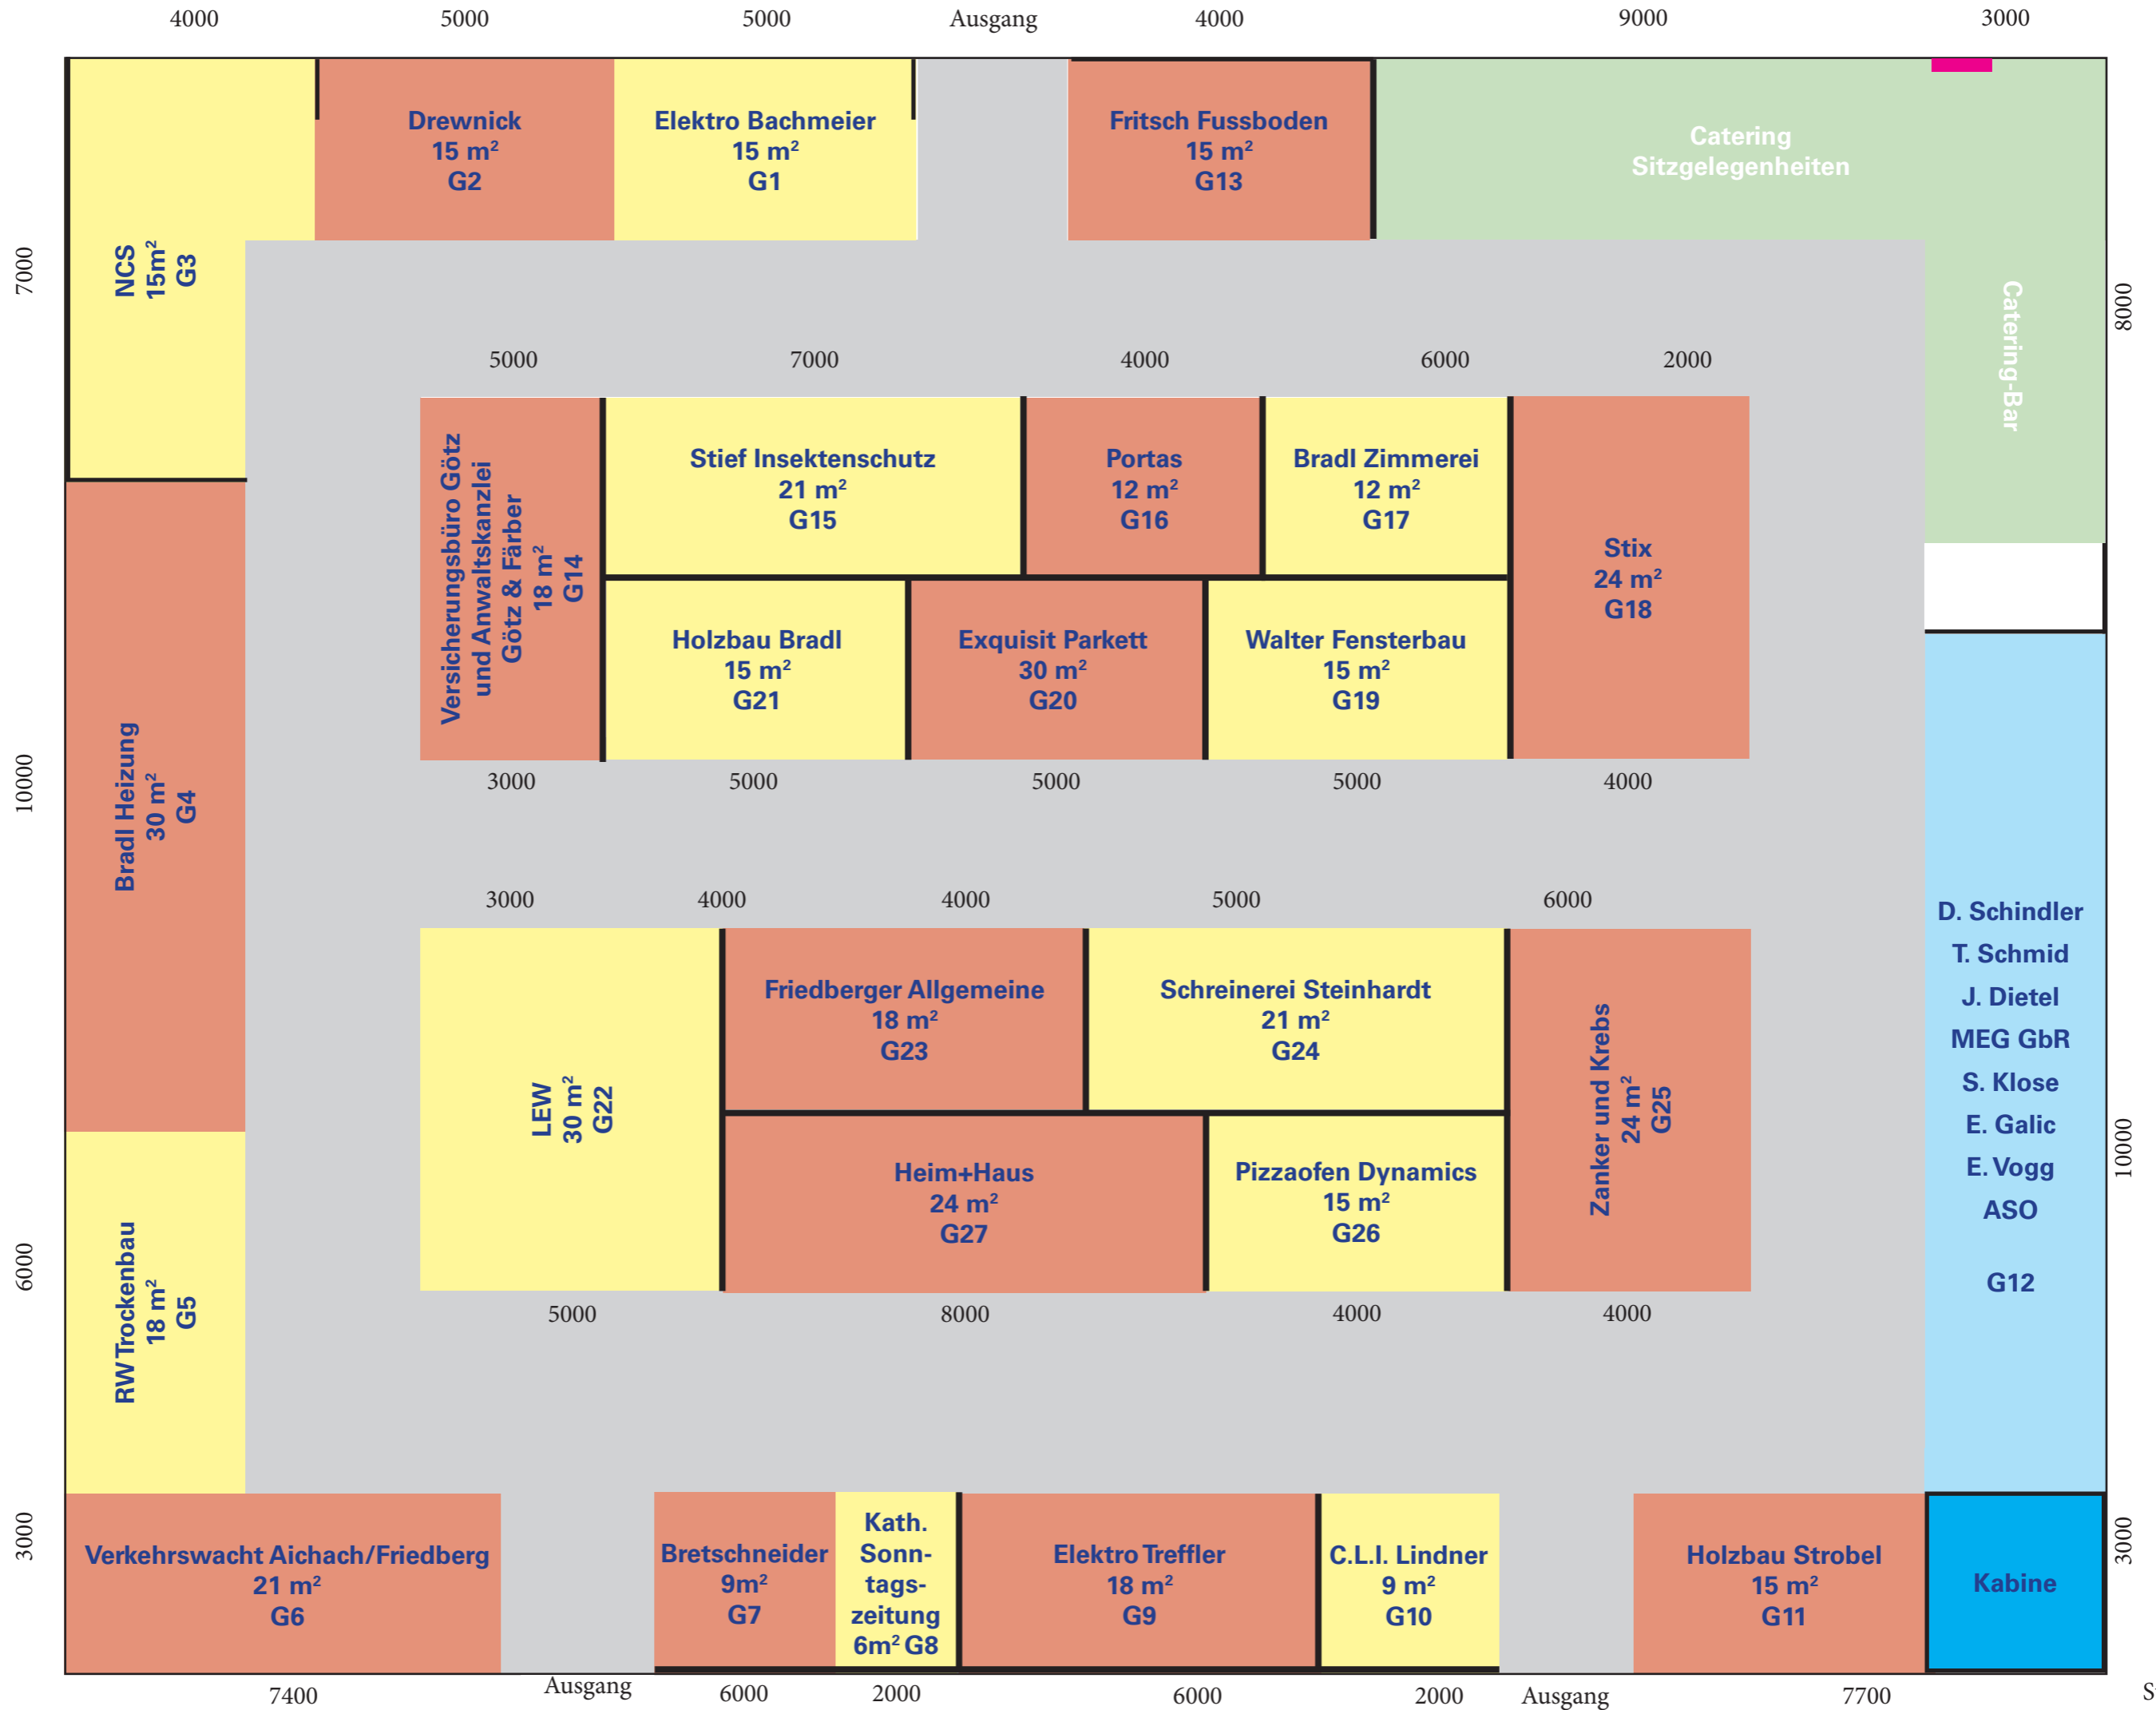 4000 5000 5000 Ausgang 4000 9000 3000
Drewnick
15 m²
G2
Elektro Bachmeier
15 m²
G1
Fritsch Fussboden
15 m²
G13
Catering
Sitzgelegenheiten
7000
NCS
15m²
G3
Catering-Bar
8000
5000 7000 4000 6000 2000
Versicherungsbüro Götz
und Anwaltskanzlei
Götz & Färber
18 m²
G14
Stief Insektenschutz
21 m²
G15
Portas
12 m²
G16
Bradl Zimmerei
12 m²
G17
Stix
24 m²
G18
Holzbau Bradl
15 m²
G21
Exquisit Parkett
30 m²
G20
Walter Fensterbau
15 m²
G19
3000 5000 5000 5000 4000
10000
Bradl Heizung
30 m²
G4
3000 4000 4000 5000 6000
LEW
30 m²
G22
Friedberger Allgemeine
18 m²
G23
Schreinerei Steinhardt
21 m²
G24
Zanker und Krebs
24 m²
G25
Heim+Haus
24 m²
G27
Pizzaofen Dynamics
15 m²
G26
5000 8000 4000 4000
D. Schindler
T. Schmid
J. Dietel
MEG GbR
S. Klose
E. Galic
E. Vogg
ASO
G12
10000
6000
RW Trockenbau
18 m²
G5
3000
Verkehrswacht Aichach/Friedberg
21 m²
G6
Bretschneider
9m²
G7
Kath.
Sonn-
tags-
zeitung
6m² G8
Elektro Treffler
18 m²
G9
C.L.I. Lindner
9 m²
G10
Holzbau Strobel
15 m²
G11
Kabine
3000
7400 Ausgang 6000 2000 6000 2000 Ausgang 7700